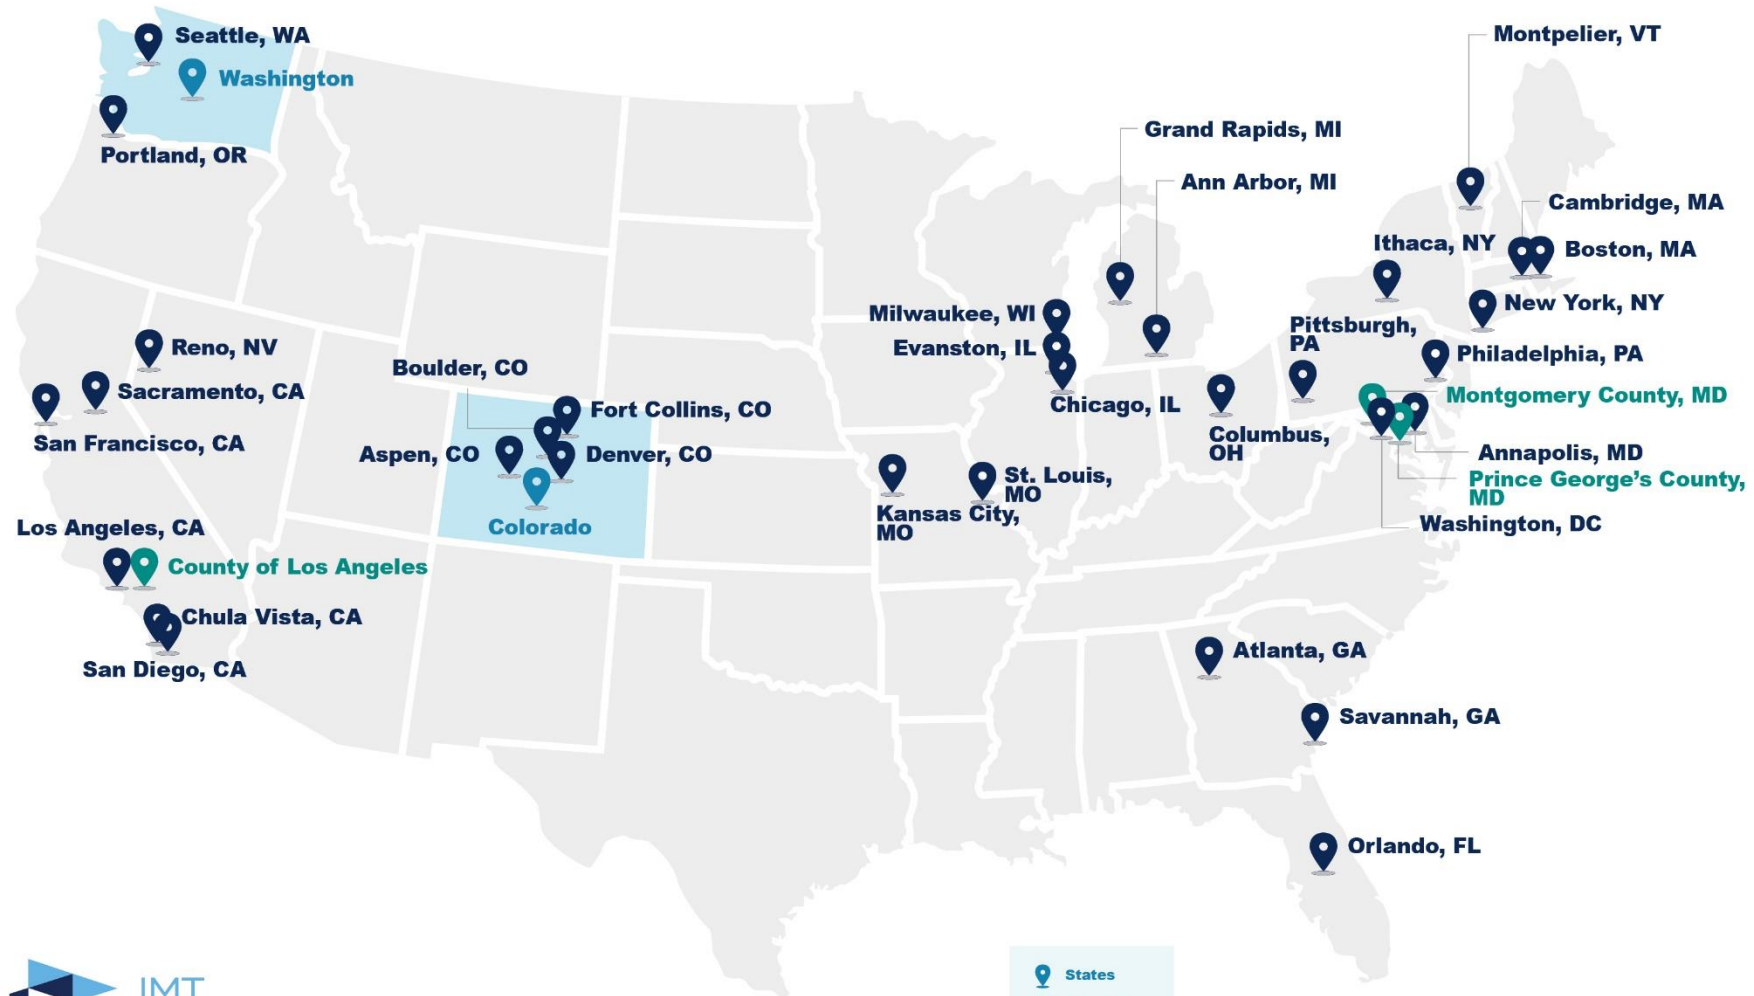 Seattle, WA
Washington
Portland, OR
Montpelier, VT
Grand Rapids, MI
Ann Arbor, MI
Cambridge, MA
Ithaca, NY
Boston, MA
New York, NY
Milwaukee, WI
Evanston, IL
Pittsburgh,
PA
Philadelphia, PA
Reno, NV
Boulder, CO
Sacramento, CA
Chicago, IL
Montgomery County, MD
Fort Collins, CO
San Francisco, CA
Aspen, CO
Denver, CO
Columbus,
OH
Annapolis, MD
St. Louis,
MO
Prince George's County,
MD
Kansas City,
MO
Washington, DC
Colorado
Los Angeles, CA
County of Los Angeles
Chula Vista, CA
San Diego, CA
Atlanta, GA
Savannah, GA
Orlando, FL
States
IMT